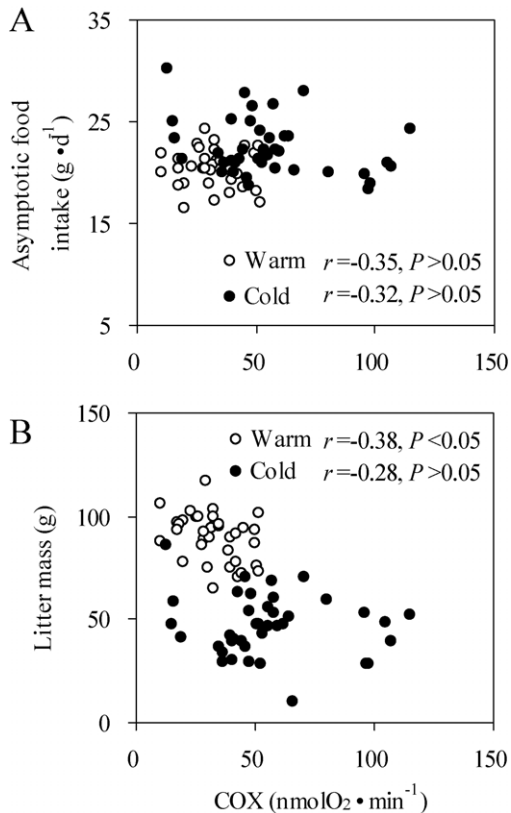 A
35
25
15
5
Asymptotic food
intake (g•d-1)
Warm r=-0.35, P>0.05
Cold r=-0.32, P>0.05
0 50 100 150
B
150
100
50
0
Litter mass (g)
Warm r=-0.38, P<0.05
Cold r=-0.28, P>0.05
0 50 100 150
COX (nmolO₂•min⁻¹)